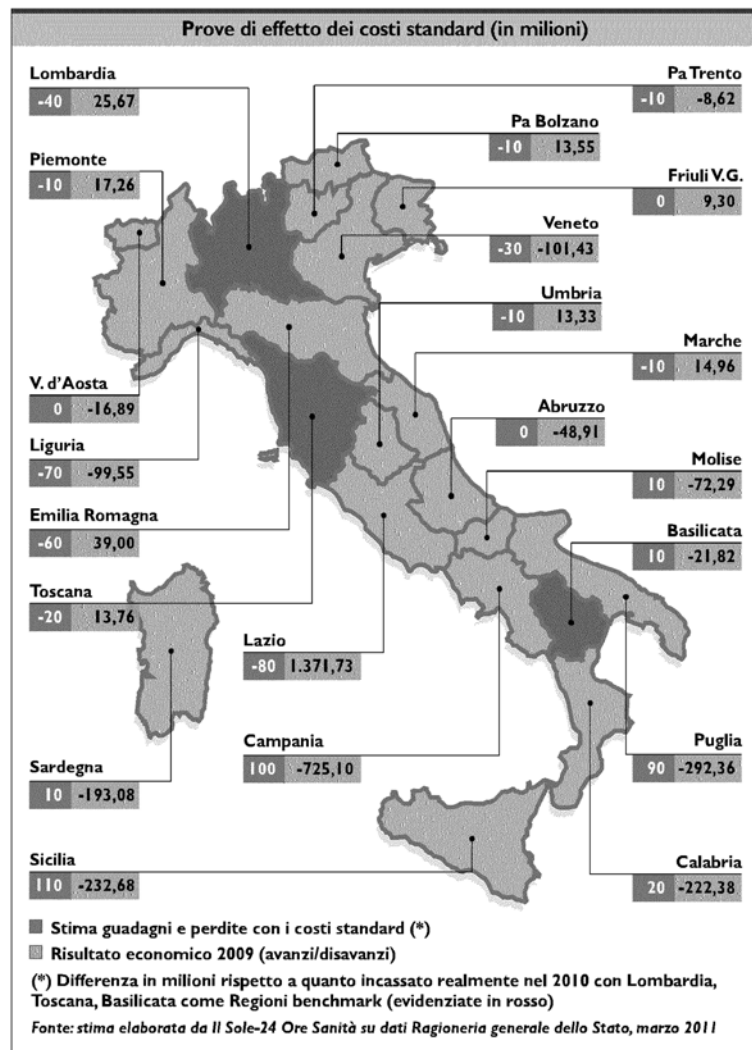 Prove di effetto dei costi standard (in milioni)
Lombardia
-40 25,67
Pa Trento
-10 -8,62
Pa Bolzano
-10 13,55
Piemonte
-10 17,26
Friuli V.G.
0 9,30
Veneto
-30 -101,43
Umbria
-10 13,33
Marche
-10 14,96
V. d'Aosta
0 -16,89
Abruzzo
0 -48,91
Liguria
-70 -99,55
Molise
10 -72,29
Emilia Romagna
-60 39,00
Basilicata
10 -21,82
Toscana
-20 13,76
Lazio
-80 1.371,73
Campania
100 -725,10
Puglia
90 -292,36
Sardegna
10 -193,08
Sicilia
110 -232,68
Calabria
20 -222,38
Stima guadagni e perdite con i costi standard (*)
Risultato economico 2009 (avanzi/disavanzi)
(*) Differenza in milioni rispetto a quanto incassato realmente nel 2010 con Lombardia,
Toscana, Basilicata come Regioni benchmark (evidenziate in rosso)
Fonte: stima elaborata da Il Sole-24 Ore Sanità su dati Ragioneria generale dello Stato, marzo 2011